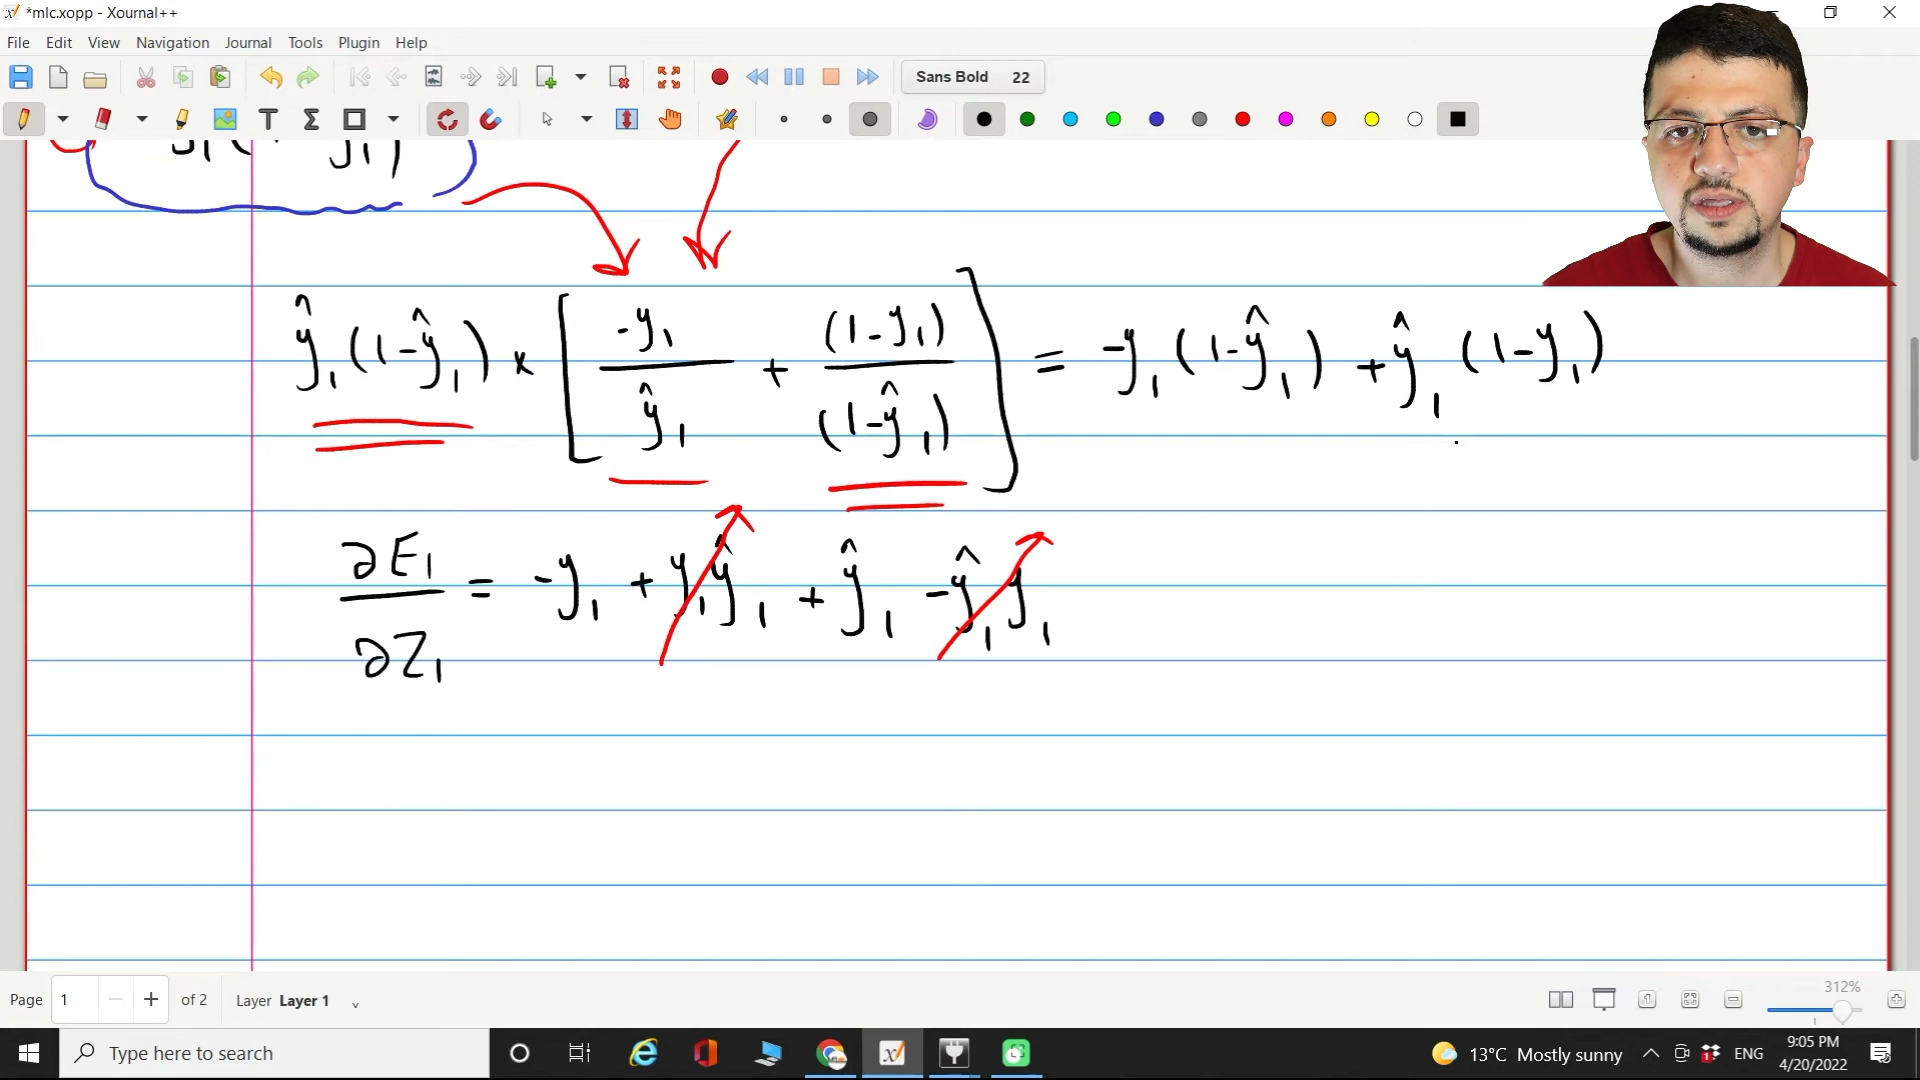 *mlc.xopp - Xournal++
File Edit View Navigation Journal Tools Plugin Help
Sans Bold 22
ŷ₁(1-ŷ₁) × [ -y₁/ŷ₁ + (1-y₁)/(1-ŷ₁) ] = -y₁(1-ŷ₁) + ŷ₁(1-y₁)
∂E₁/∂Z₁ = -y₁ + y₁ŷ₁ + ŷ₁ - ŷ₁y₁
Page 1 of 2 Layer Layer 1 312%
Type here to search 13°C Mostly sunny ENG 9:05 PM
4/20/2022